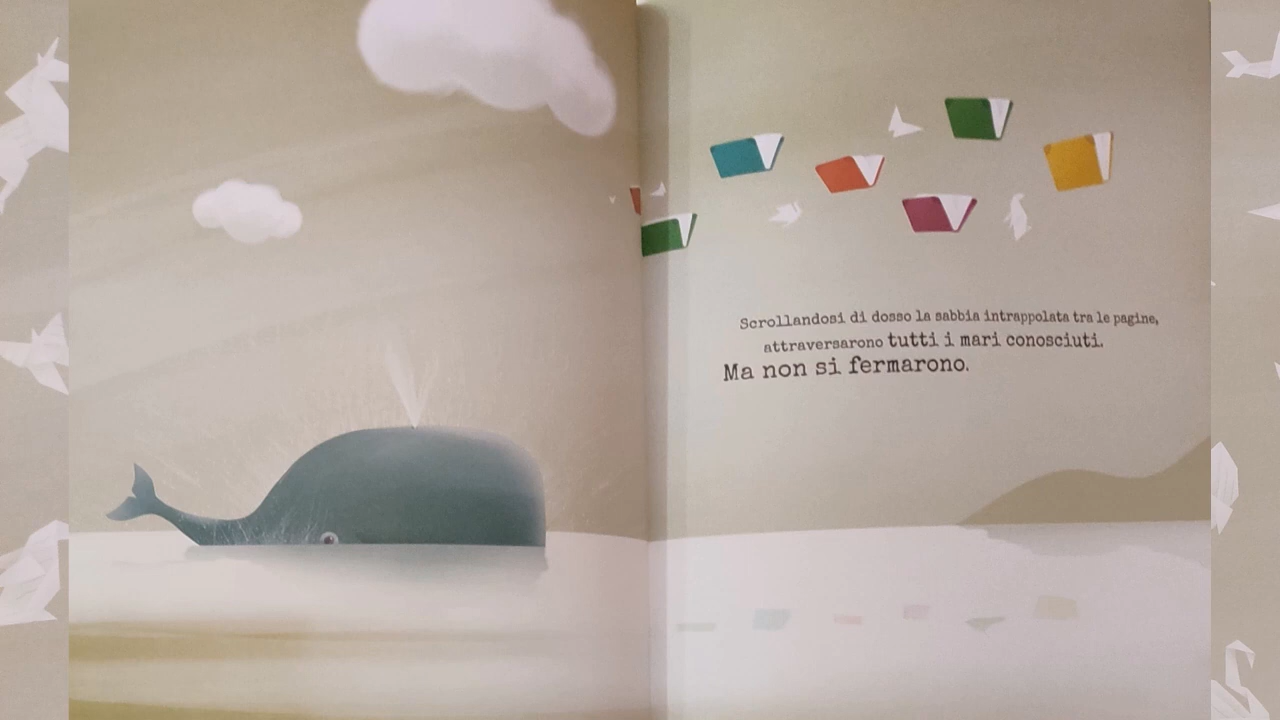 Scrollandosi di dosso la sabbia intrappolata tra le pagine,
attraversarono tutti i mari conosciuti.
Ma non si fermarono.